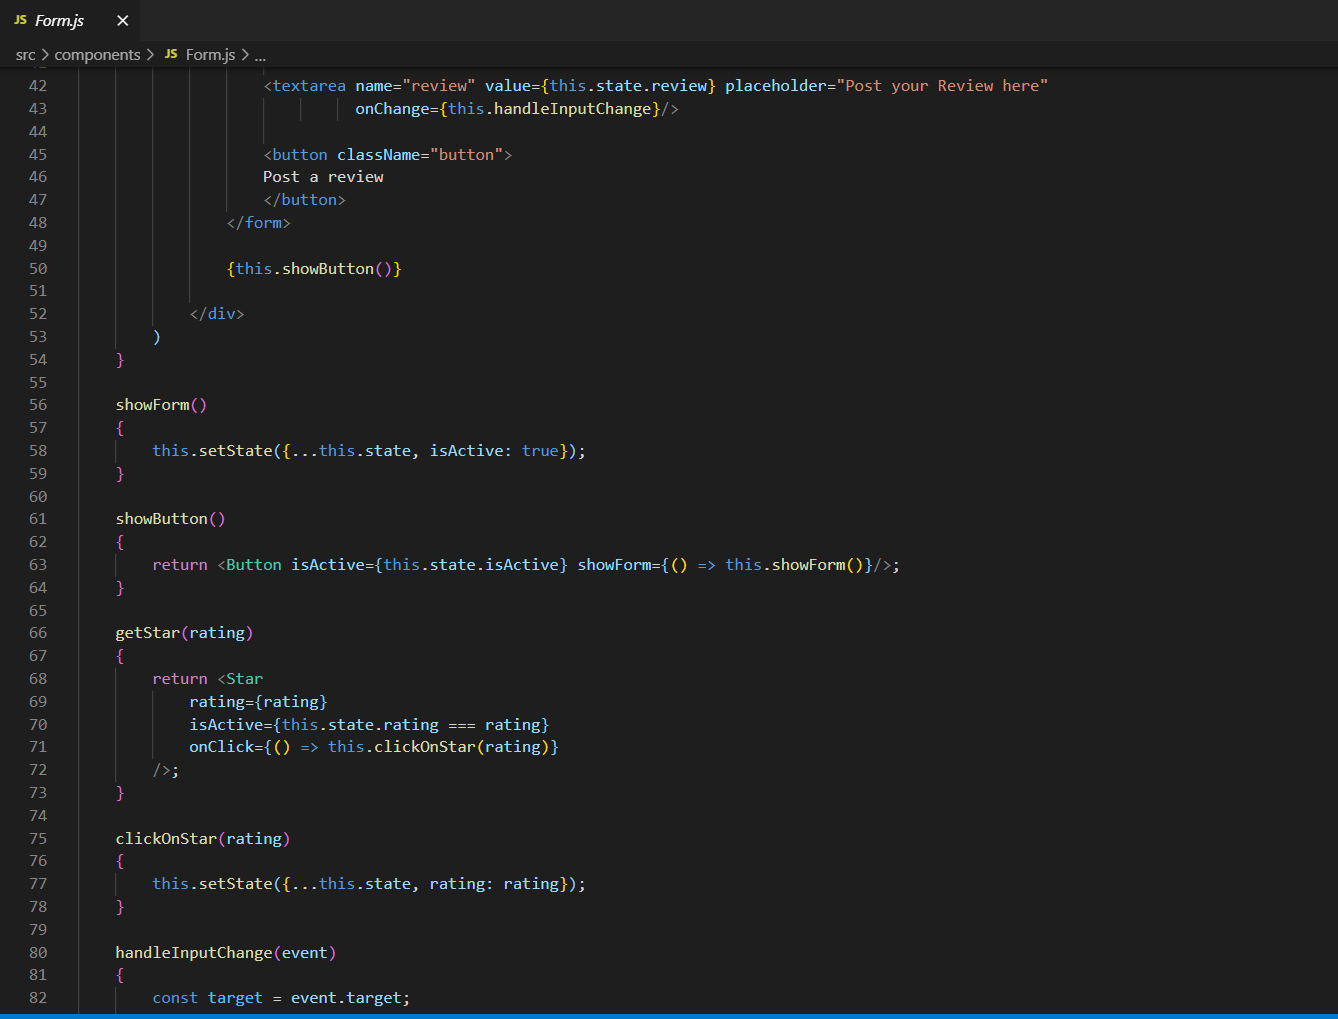 JS Form.js ×
src > components > JS Form.js > ...
42 <textarea name="review" value={this.state.review} placeholder="Post your Review here"
43 onChange={this.handleInputChange}/>
44
45 <button className="button">
46 Post a review
47 </button>
48 </form>
49
50 {this.showButton()}
51
52 </div>
53 )
54 }
55
56 showForm()
57 {
58 this.setState({...this.state, isActive: true});
59 }
60
61 showButton()
62 {
63 return <Button isActive={this.state.isActive} showForm={() => this.showForm()}/>;
64 }
65
66 getStar(rating)
67 {
68 return <Star
69 rating={rating}
70 isActive={this.state.rating === rating}
71 onClick={() => this.clickOnStar(rating)}
72 />;
73 }
74
75 clickOnStar(rating)
76 {
77 this.setState({...this.state, rating: rating});
78 }
79
80 handleInputChange(event)
81 {
82 const target = event.target;